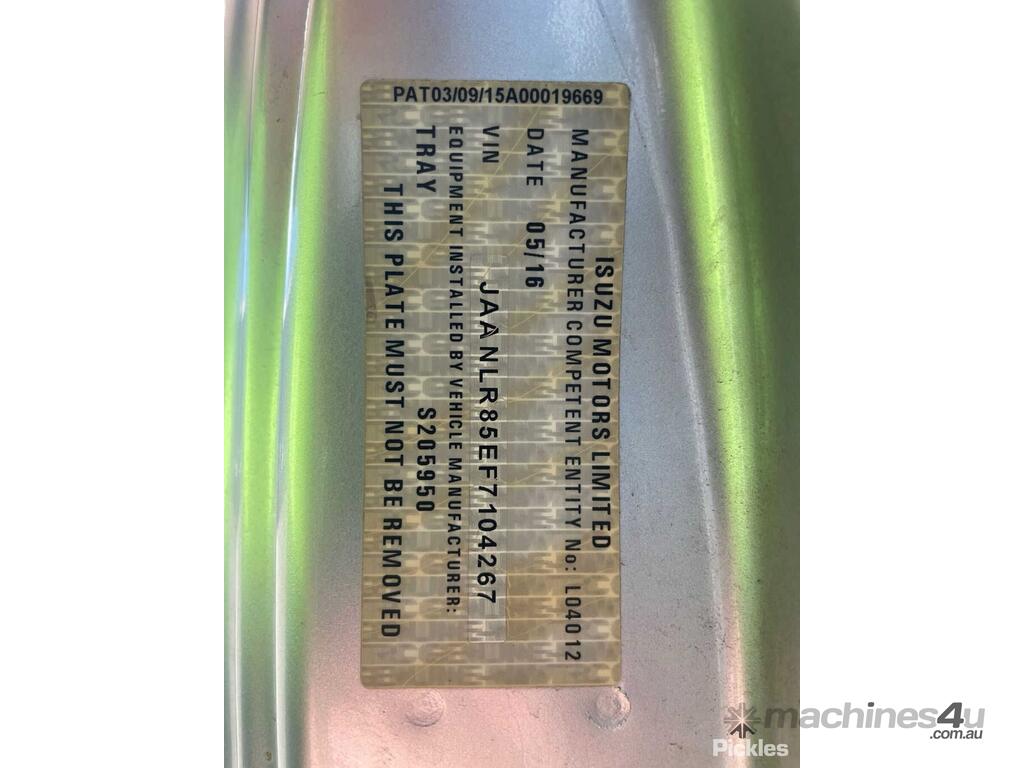 PAT03/09/15A00019669
ISUZU MOTORS LIMITED
MANUFACTURER COMPETENT ENTITY No: L04012
DATE 05/16
VIN JAANLR85EF7104267
EQUIPMENT INSTALLED BY VEHICLE MANUFACTURER:
TRAY S205950
THIS PLATE MUST NOT BE REMOVED
machines4u
.com.au
Pickles